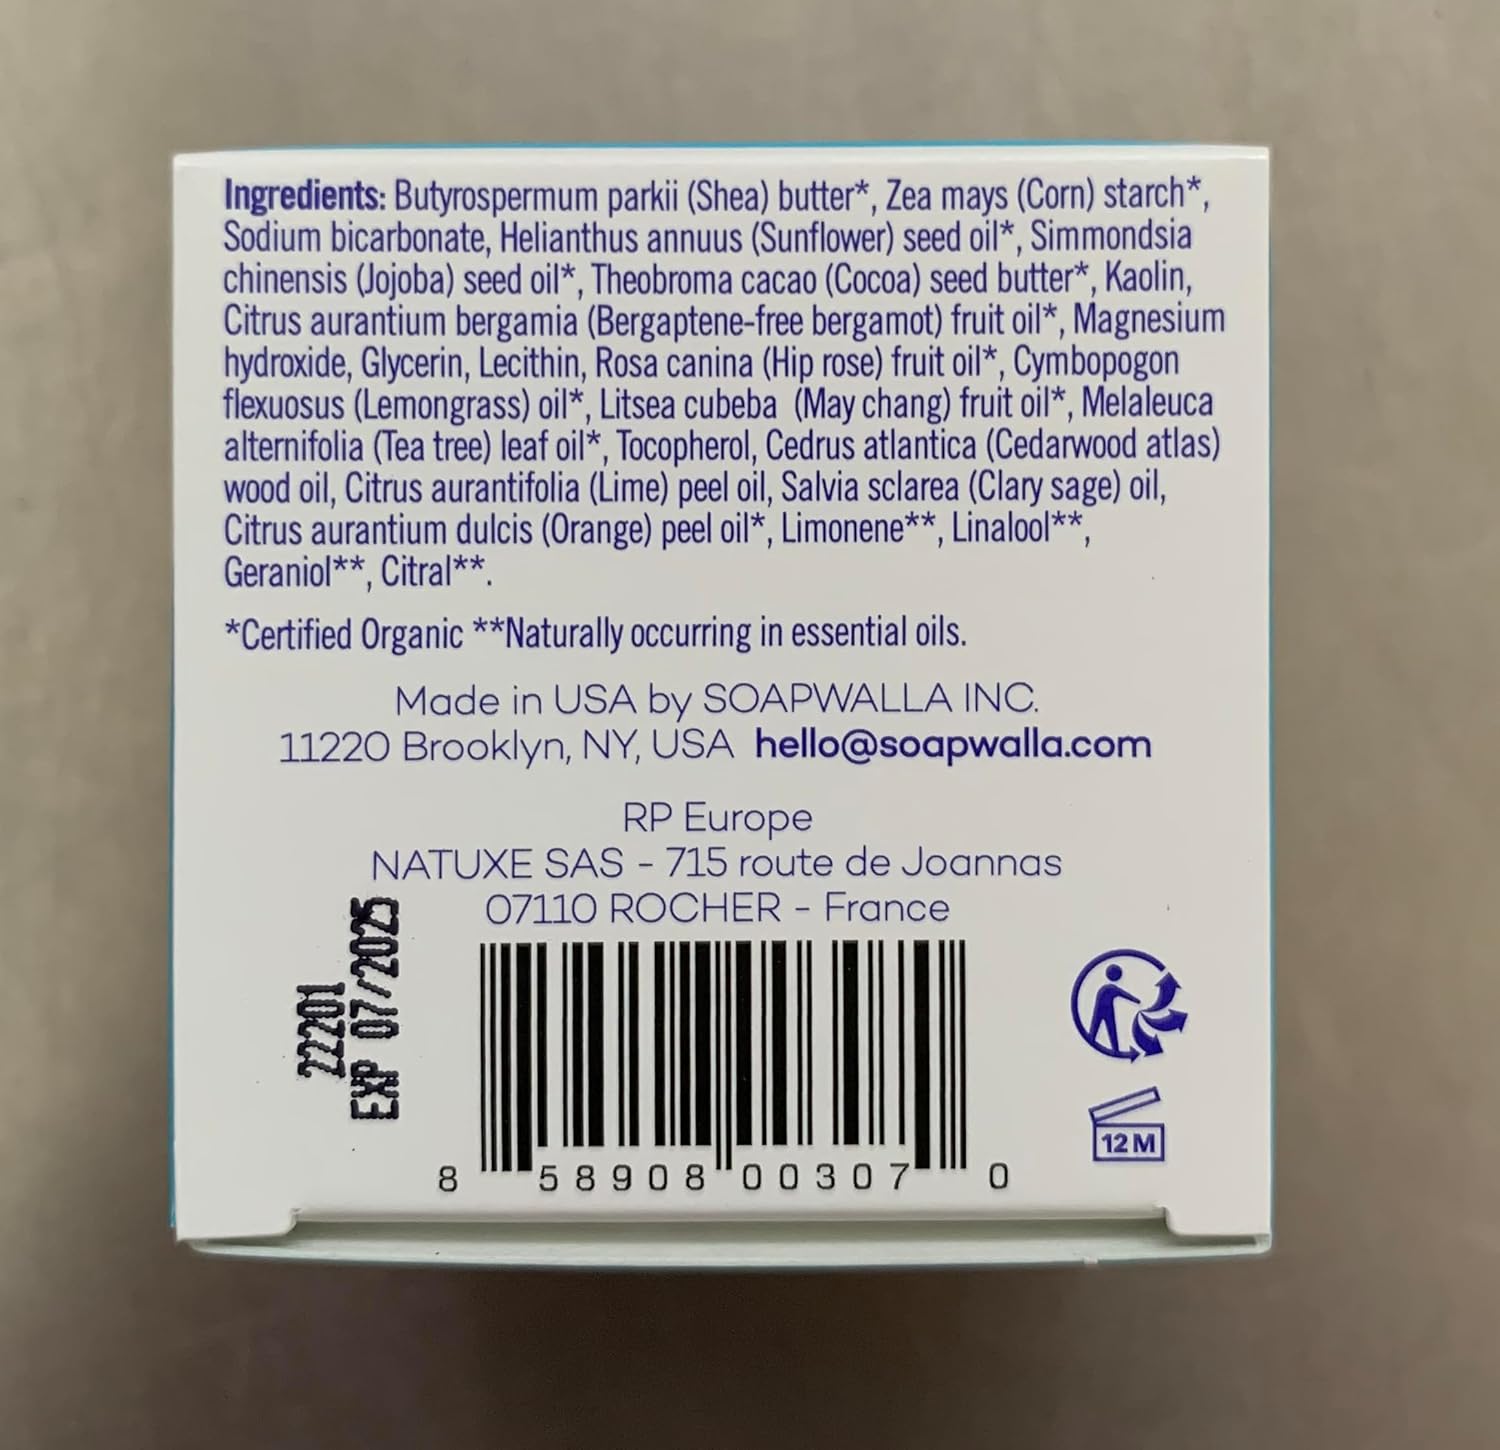 Ingredients: Butyrospermum parkii (Shea) butter*, Zea mays (Corn) starch*,
Sodium bicarbonate, Helianthus annuus (Sunflower) seed oil*, Simmondsia
chinensis (Jojoba) seed oil*, Theobroma cacao (Cocoa) seed butter*, Kaolin,
Citrus aurantium bergamia (Bergaptene-free bergamot) fruit oil*, Magnesium
hydroxide, Glycerin, Lecithin, Rosa canina (Hip rose) fruit oil*, Cymbopogon
flexuosus (Lemongrass) oil*, Litsea cubeba (May chang) fruit oil*, Melaleuca
alternifolia (Tea tree) leaf oil*, Tocopherol, Cedrus atlantica (Cedarwood atlas)
wood oil, Citrus aurantifolia (Lime) peel oil, Salvia sclarea (Clary sage) oil,
Citrus aurantium dulcis (Orange) peel oil*, Limonene**, Linalool**,
Geraniol**, Citral**.
*Certified Organic **Naturally occurring in essential oils.
Made in USA by SOAPWALLA INC.
11220 Brooklyn, NY, USA hello@soapwalla.com
RP Europe
NATUXE SAS - 715 route de Joannas
07110 ROCHER - France
22201
EXP 07/2025
8 58908 00307 0
12 M